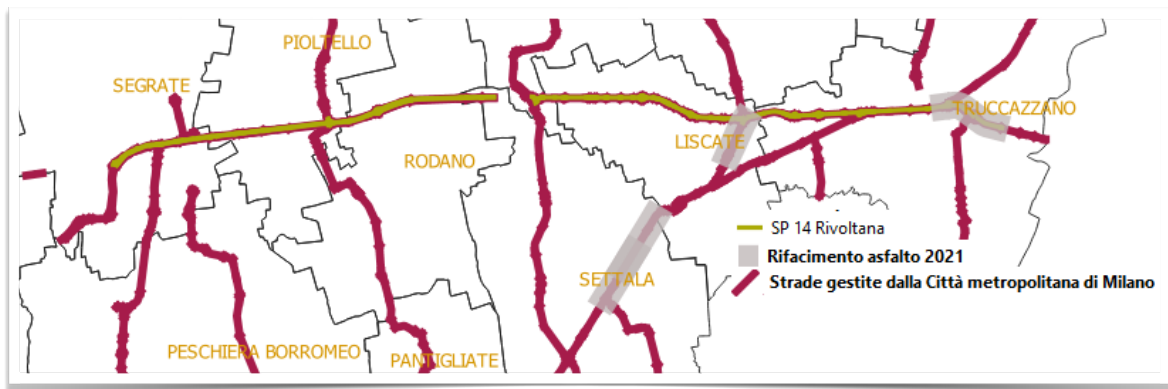 PIOLTELLO
SEGRATE
TRUCCAZZANO
LISCATE
RODANO
SP 14 Rivoltana
Rifacimento asfalto 2021
SETTALA
Strade gestite dalla Città metropolitana di Milano
PESCHIERA BORROMEO
PANTIGLIATE